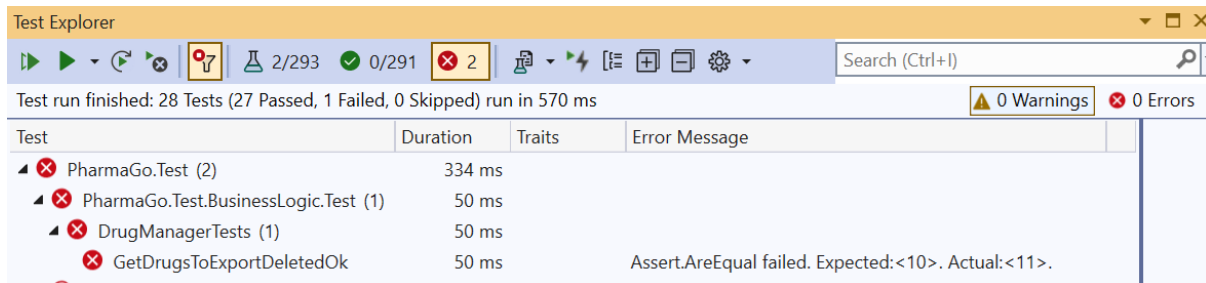 Test Explorer
2/293 0/291 2 Search (Ctrl+I)
Test run finished: 28 Tests (27 Passed, 1 Failed, 0 Skipped) run in 570 ms 0 Warnings 0 Errors
Test Duration Traits Error Message
PharmaGo.Test (2) 334 ms
PharmaGo.Test.BusinessLogic.Test (1) 50 ms
DrugManagerTests (1) 50 ms
GetDrugsToExportDeletedOk 50 ms Assert.AreEqual failed. Expected:<10>. Actual:<11>.